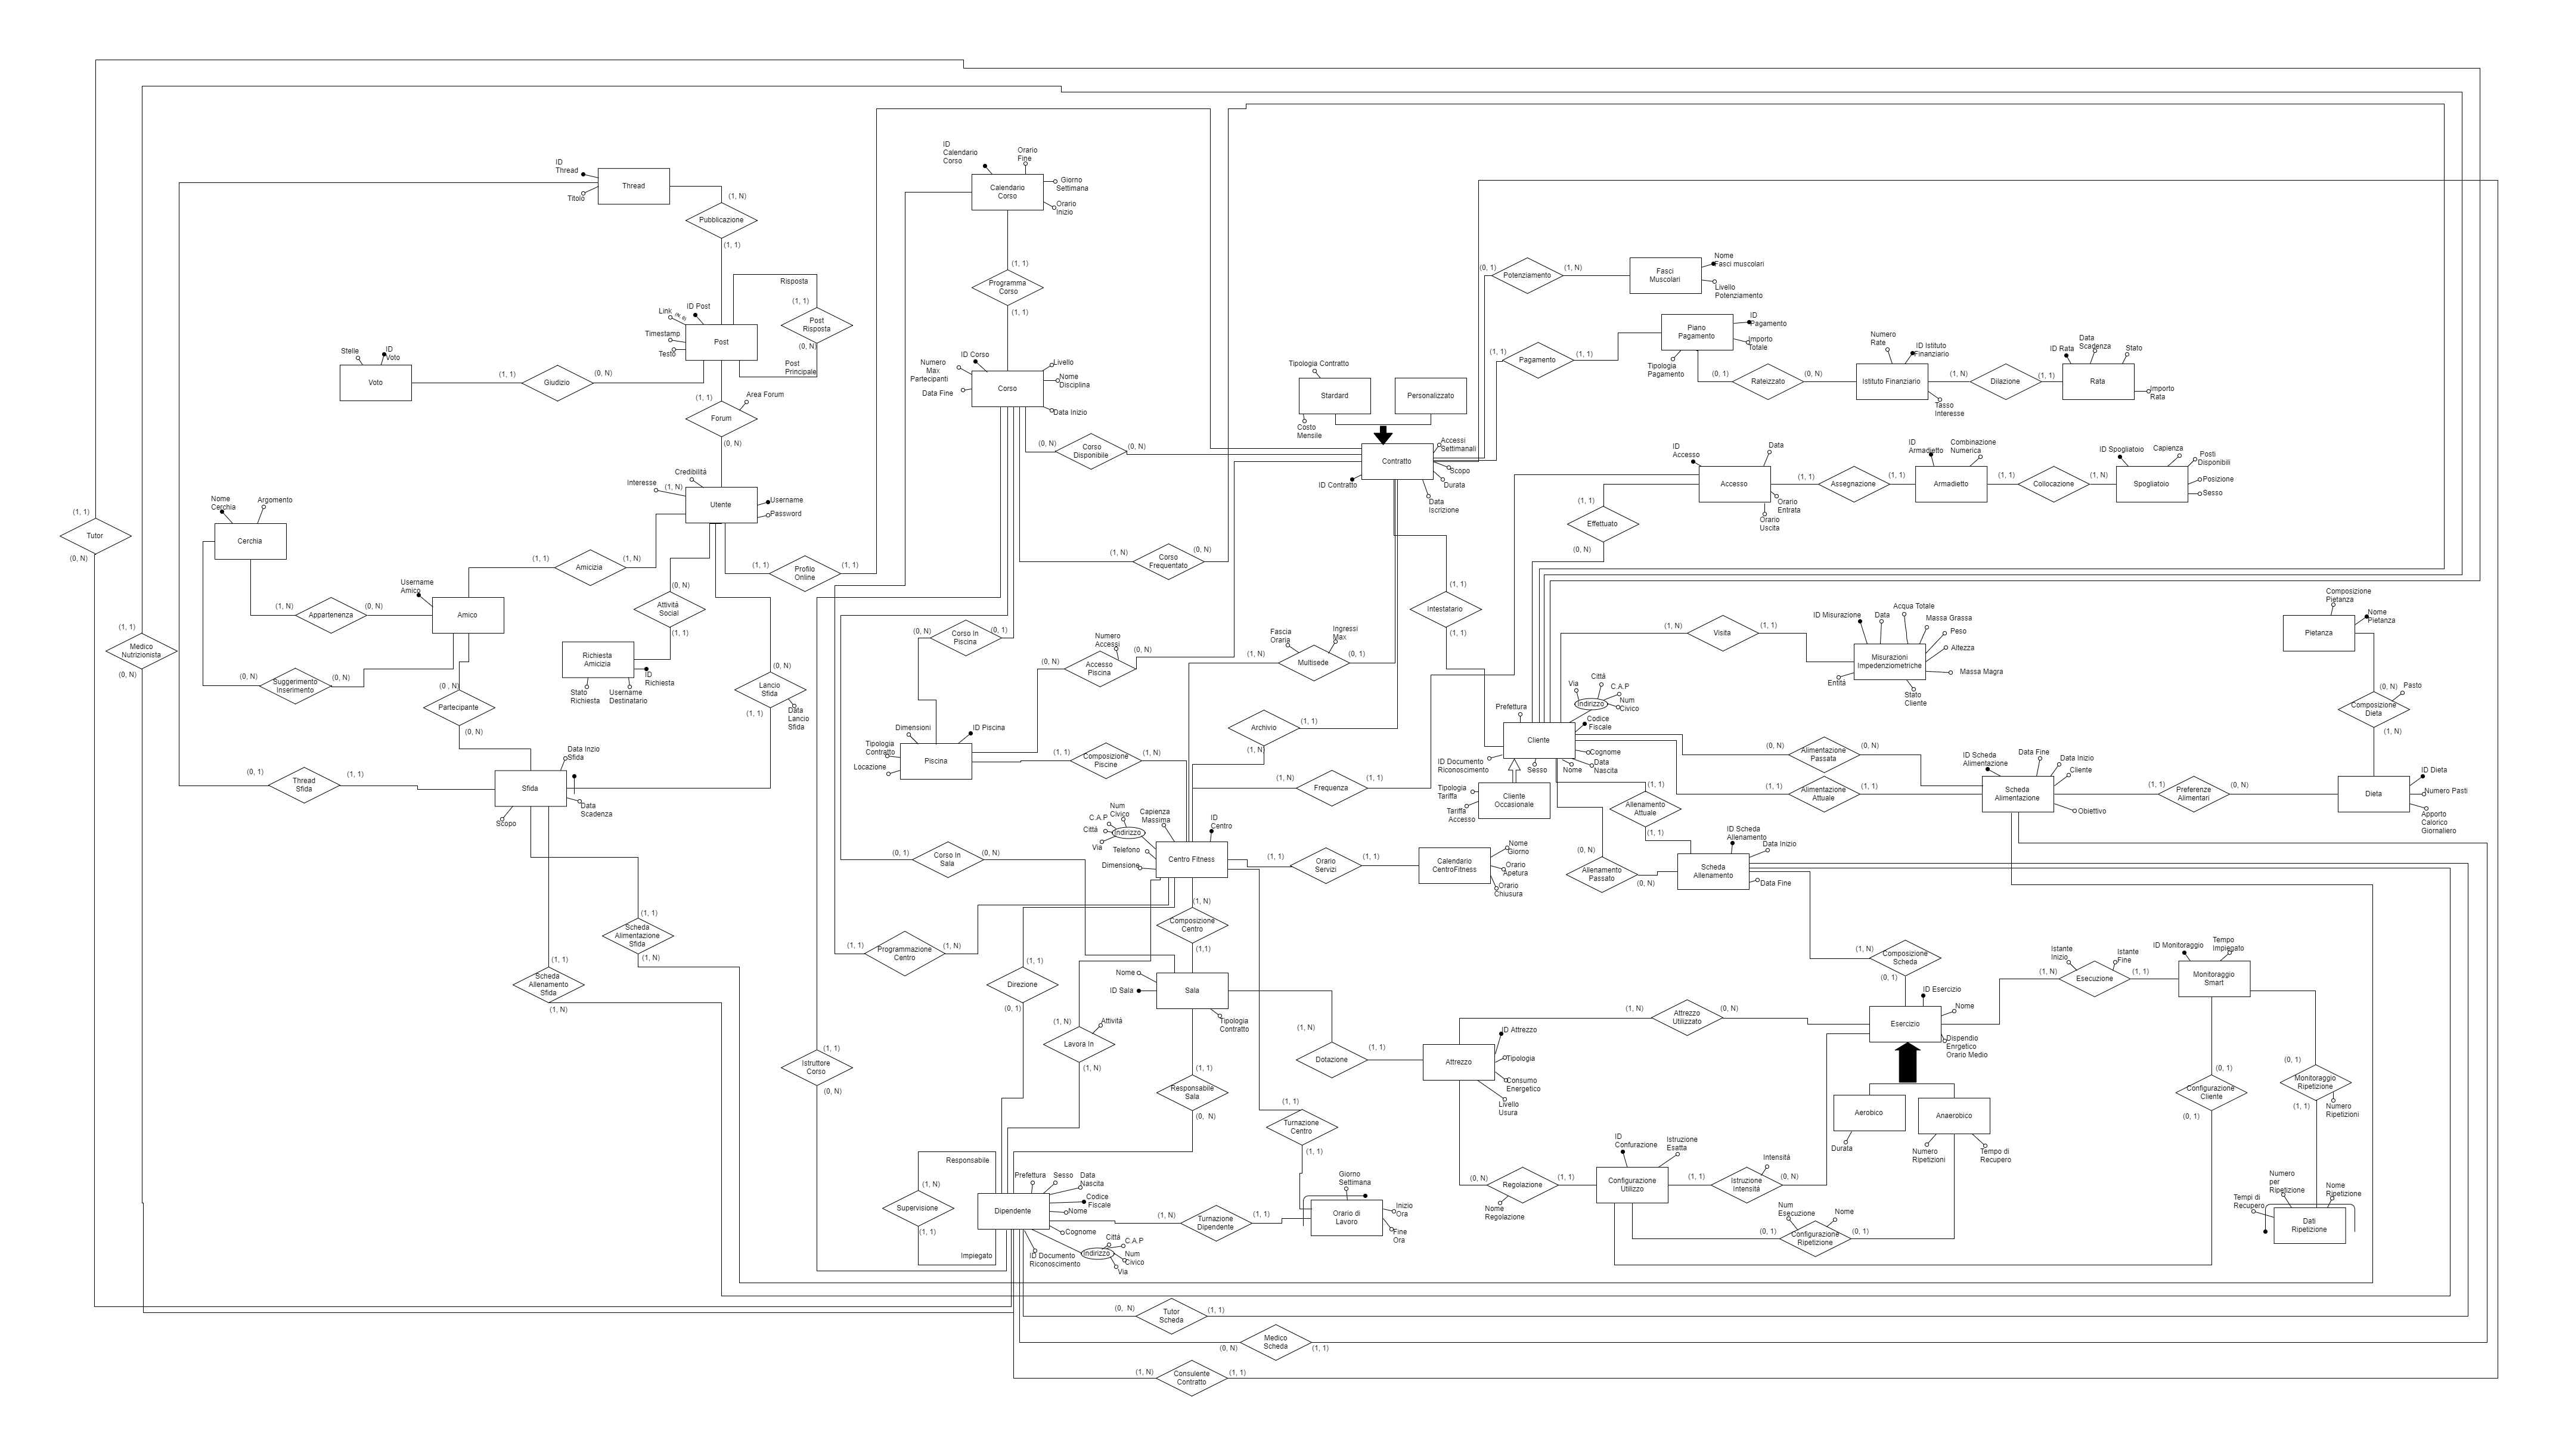 ID
Thread
Thread
Titolo
(1, N)
Pubblicazione
(1, 1)
Risposta
(1, 1)
Post
Risposta
(0, N)
Post
Principale
Link
(N, 0)
ID Post
Timestamp
Testo
Post
Stelle
ID
Voto
Voto
(1, 1)
Giudizio
(0, N)
(1, 1)
Area Forum
Forum
(0, N)
Credibilità
Interesse
(1, N)
Utente
Username
Password
Nome
Cerchia
Argomento
Cerchia
(1, 1)
Tutor
(0, N)
(1, 1)
Amicizia
(1, N)
Username
Amico
Amico
(1, N)
Appartenenza
(0, N)
(0, N)
Suggerimento
Inserimento
(0, N)
(1, 1)
Medico
Nutrizionista
(0, N)
(0, N)
Attività
Social
(1, 1)
Richiesta
Amicizia
ID
Richiesta
Stato
Richiesta
Username
Destinatario
(0, N)
Partecipante
(0, N)
(0, N)
Lancio
Sfida
(1, 1)
Data
Lancio
Sfida
(0, 1)
Thread
Sfida
(1, 1)
Data Inzio
Sfida
Sfida
Data
Scadenza
Scopo
(1, 1)
Scheda
Alimentazione
Sfida
(1, N)
(1, 1)
Scheda
Allenamento
Sfida
(1, N)
(1, 1)
Profilo
Online
(1, 1)
ID
Calendario
Corso
Orario
Fine
Calendario
Corso
Giorno
Settimana
Orario
Inizio
(1, 1)
Programma
Corso
(1, 1)
Numero
Max
Partecipanti
ID Corso
Livello
Nome
Disciplina
Corso
Data Fine
Data Inizio
(0, N)
Corso
Disponibile
(0, N)
(1, N)
Corso
Frequentato
(0, N)
(0, N)
Corso In
Piscina
(0, 1)
(0, N)
Numero
Accessi
Accesso
Piscina
(0, N)
Dimensioni
ID Piscina
Tipologia
Contratto
Locazione
Piscina
(1, 1)
Composizione
Piscine
(1, N)
(0, 1)
Corso In
Sala
(0, N)
(1, 1)
Programmazione
Centro
(1, N)
Tipologia Contratto
Stardard
Personalizzato
Costo
Mensile
Contratto
Accessi
Settimanali
Scopo
Durata
Data
Iscrizione
ID Contratto
(1, 1)
Intestatario
(1, 1)
(1, N)
Fascia
Oraria
Ingressi
Max
Multisede
(0, 1)
Archivio
(1, 1)
(1, N)
(1, N)
Frequenza
(1, 1)
Num
Civico
C.A.P
Città
Indirizzo
Via
Capienza
Massima
ID
Centro
Telefono
Dimensione
Centro Fitness
(1, 1)
Orario
Servizi
(1, 1)
Calendario
CentroFitness
Nome
Giorno
Orario
Apetura
Orario
Chiusura
(1, N)
Composizione
Centro
(1,1)
Nome
ID Sala
Sala
Tipologia
Contratto
(1, 1)
Direzione
(0, 1)
(1, N)
Attività
Lavora In
(1, N)
(1, 1)
Responsabile
Sala
(0, N)
(1, 1)
Istruttore
Corso
(0, N)
(1, N)
Dotazione
(1, 1)
(1, 1)
Turnazione
Centro
(1, 1)
Responsabile
(1, N)
Supervisione
(1, 1)
Impiegato
Prefettura
Sesso
Data
Nascita
Codice
Fiscale
Nome
Cognome
Dipendente
ID Documento
Riconoscimento
Indirizzo
Città
C.A.P
Num
Civico
Via
(1, N)
Turnazione
Dipendente
(1, 1)
Giorno
Settimana
Orario di
Lavoro
Inizio
Ora
Fine
Ora
(0, N)
Tutor
Scheda
(1, 1)
(0, N)
Medico
Scheda
(1, 1)
(1, N)
Consulente
Contratto
(1, 1)
(0, 1)
Potenziamento
(1, N)
Fasci
Muscolari
Nome
Fasci muscolari
Livello
Potenziamento
(1, 1)
Pagamento
(1, 1)
Piano
Pagamento
ID
Pagamento
Importo
Totale
Tipologia
Pagamento
(0, 1)
Rateizzato
(0, N)
Numero
Rate
ID Istituto
Finanziario
Istituto Finanziario
Tasso
Interesse
(1, N)
Dilazione
(1, 1)
ID Rata
Data
Scadenza
Stato
Rata
Importo
Rata
ID
Accesso
Data
Accesso
Orario
Entrata
Orario
Uscita
(1, 1)
Assegnazione
(1, 1)
ID
Armadietto
Combinazione
Numerica
Armadietto
(1, 1)
Collocazione
(1, N)
ID Spogliatoio
Capienza
Posti
Disponibili
Posizione
Sesso
Spogliatoio
(1, 1)
Effettuato
(0, N)
(1, N)
Visita
(1, 1)
ID Misurazione
Data
Acqua Totale
Massa Grassa
Peso
Altezza
Massa Magra
Misurazioni
Impedenziometriche
Entità
Stato
Cliente
Via
Città
C.A.P
Indirizzo
Num
Civico
Prefettura
Codice
Fiscale
Cliente
Cognome
Data
Nascita
Nome
Sesso
ID Documento
Riconoscimento
Tipologia
Tariffa
Tariffa
Accesso
Cliente
Occasionale
(0, N)
Alimentazione
Passata
(0, N)
(1, 1)
Alimentazione
Attuale
(1, 1)
ID Scheda
Alimentazione
Data Fine
Data Inizio
Cliente
Obiettivo
Scheda
Alimentazione
(1, 1)
Preferenze
Alimentari
(0, N)
Composizione
Pietanza
Nome
Pietanza
Pietanza
(0, N)
Pasto
Composizione
Dieta
(1, N)
Dieta
ID Dieta
Numero Pasti
Apporto
Calorico
Giornaliero
(1, 1)
Allenamento
Attuale
(1, 1)
(0, N)
Allenamento
Passato
(0, N)
ID Scheda
Allenamento
Data Inizio
Scheda
Allenamento
Data Fine
(1, N)
Composizione
Scheda
(0, 1)
ID Esercizio
Nome
Esercizio
Dispendio
Enrgetico
Orario Medio
Istante
Inizio
Istante
Fine
(1, N)
Esecuzione
(1, 1)
ID Monitoraggio
Tempo
Impiegato
Monitoraggio
Smart
(1, N)
Attrezzo
Utilizzato
(0, N)
ID Attrezzo
Tipologia
Consumo
Energetico
Livello
Usura
Attrezzo
Aerobico
Durata
Anaerobico
Numero
Ripetizioni
Tempo di
Recupero
(0, 1)
Configurazione
Cliente
(0, 1)
(0, 1)
Monitoraggio
Ripetizione
(1, 1)
Numero
Ripetizioni
(0, N)
Regolazione
(1, 1)
Nome
Regolazione
ID
Confurazione
Istruzione
Esatta
Configurazione
Utilizzo
(1, 1)
Intensità
Istruzione
Intensità
(0, N)
Num
Esecuzione
Nome
(0, 1)
Configurazione
Ripetizione
(0, 1)
Tempi di
Recupero
Numero
per
Ripetizione
Nome
Ripetizione
Dati
Ripetizione